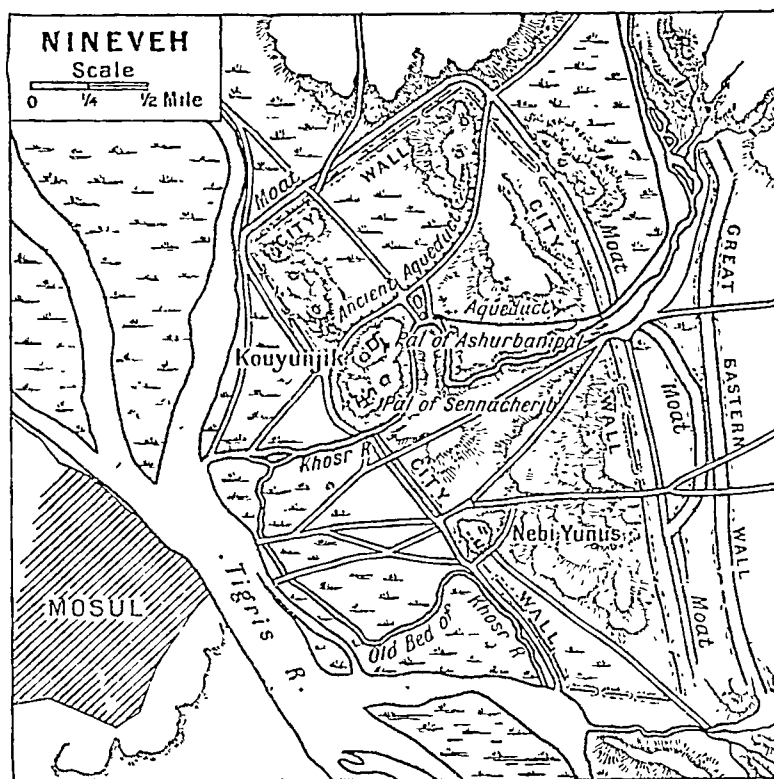 NINEVEH
Scale
0 ¼ ½ Mile
Moat
WALL
CITY
CITY
Moat
GREAT
Ancient Aqueduct
Aqueduct
Pal of Ashurbanipal
Kouyunjik
EASTERN
Moat
Pal of Sennacherib
WALL
Khosr R
CITY
Nebi Yunus
WALL
MOSUL
Tigris R.
Old Bed of Khosr R
WALL
Moat